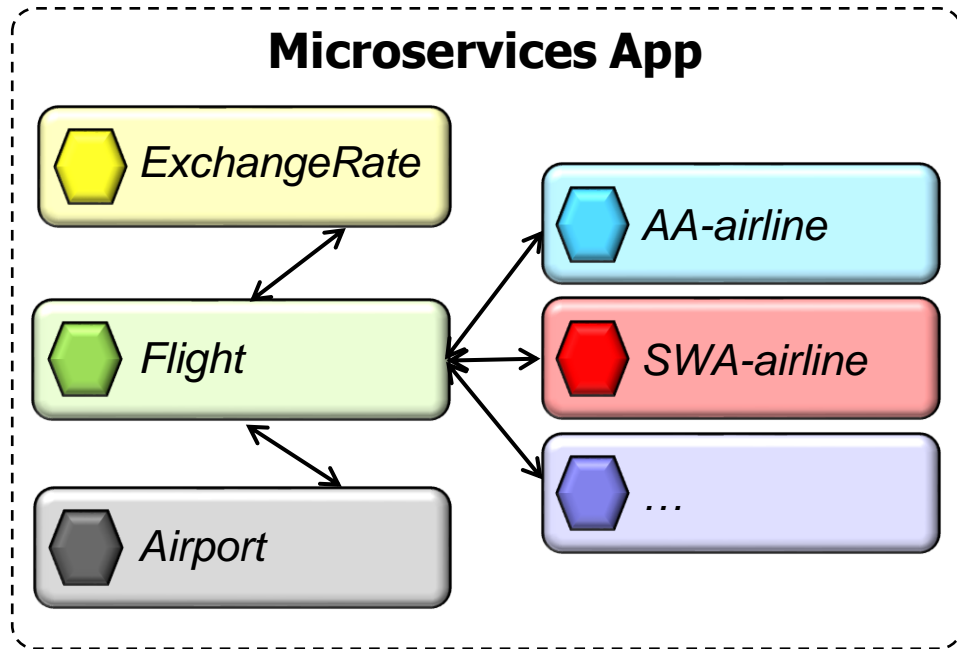 Microservices App
ExchangeRate
AA-airline
Flight
SWA-airline
Airport
…